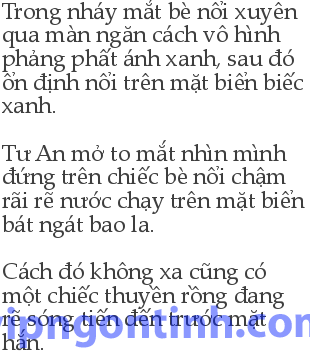 Trong nháy mắt bè nổi xuyên
qua màn ngăn cách vô hình
phảng phất ánh xanh, sau đó
ổn định nổi trên mặt biển biếc
xanh.
Tư An mở to mắt nhìn mình
đứng trên chiếc bè nổi chậm
rãi rẽ nước chạy trên mặt biển
bát ngát bao la.
Cách đó không xa cũng có
một chiếc thuyền rồng đang
rẽ sóng tiến đến trước mặt
hắn.
ipngontinh.com